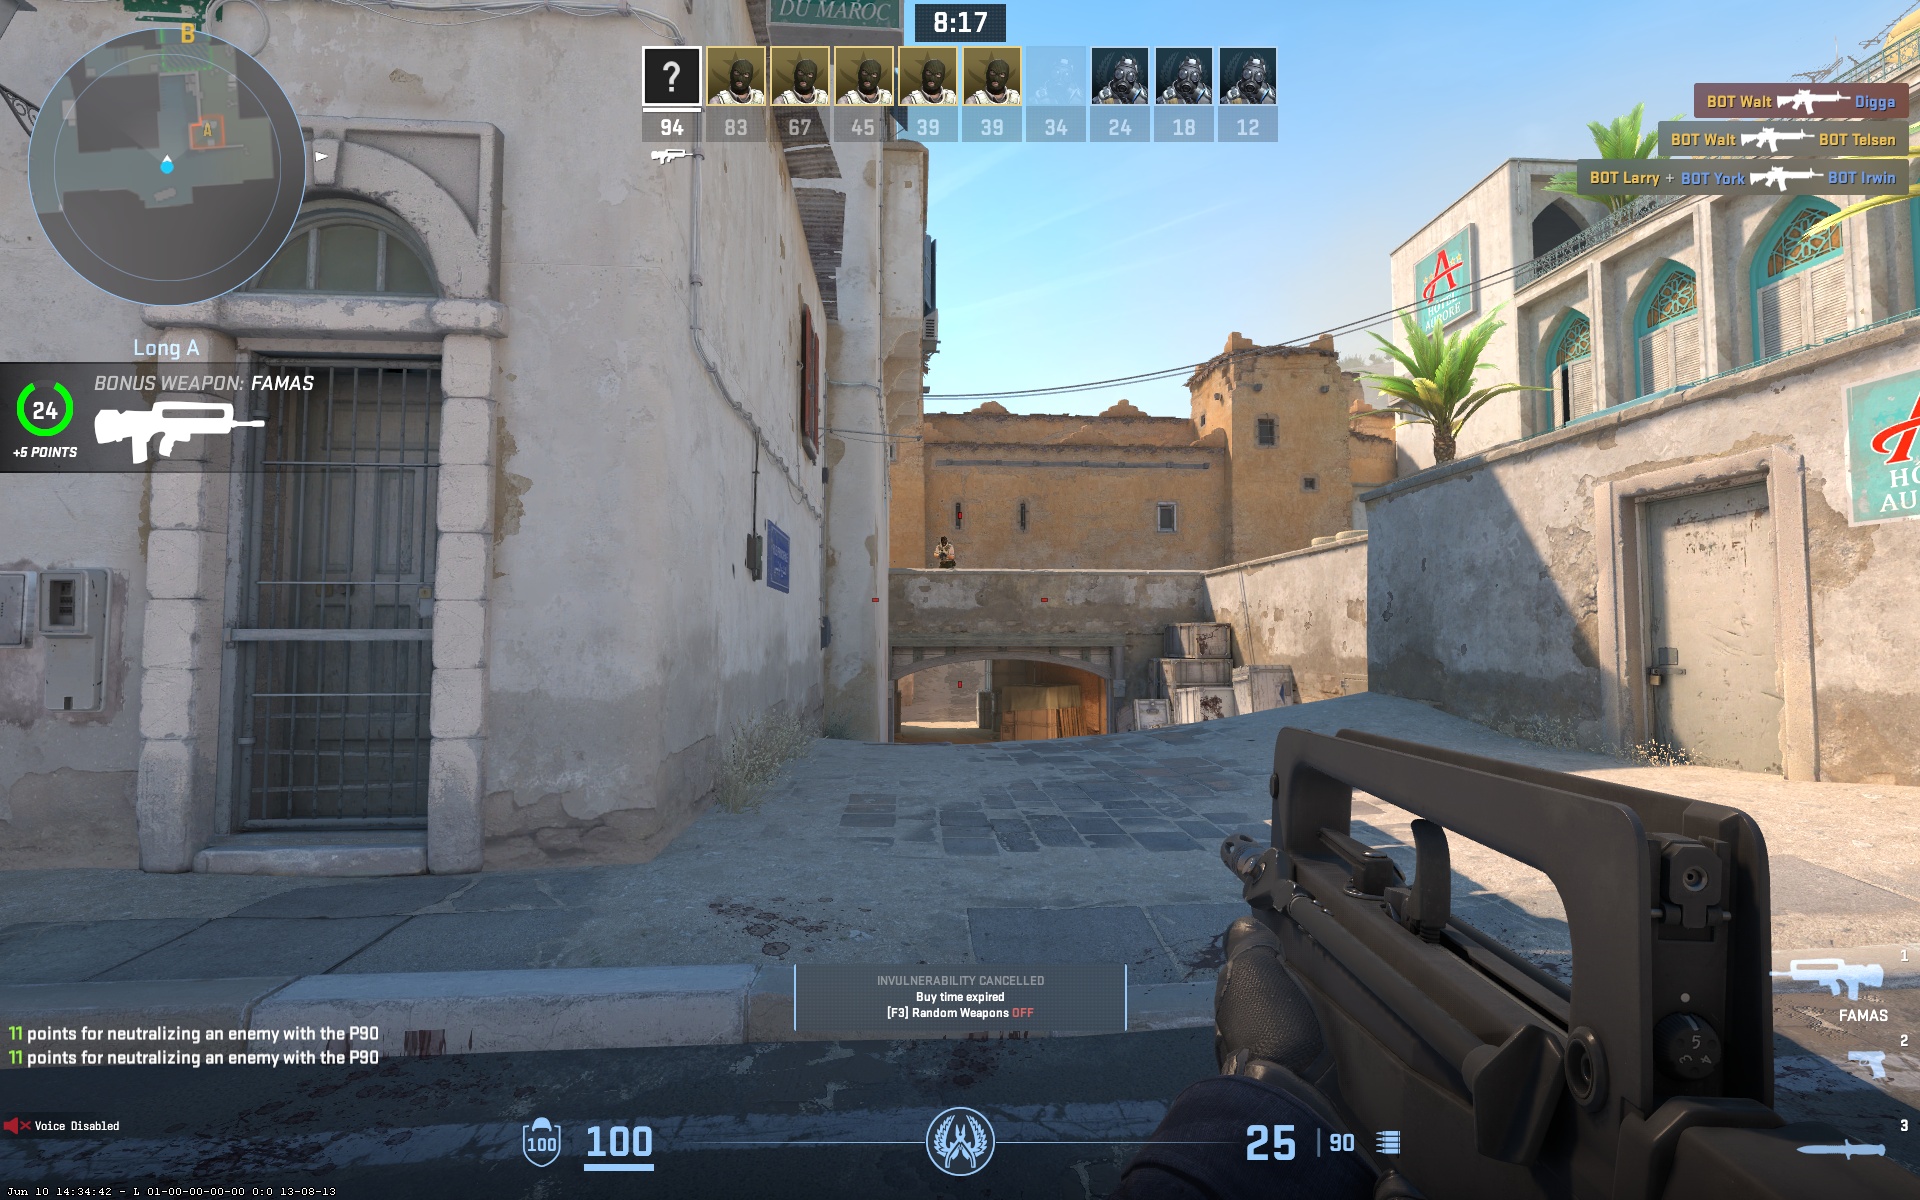 DU MAROC
8:17
B
A
?
94 83 67 45 39 39 34 24 18 12
BOT Walt Digga
BOT Walt BOT Telsen
BOT Larry + BOT York BOT Irwin
A
HOTEL
AURORE
Long A
BONUS WEAPON: FAMAS
24
+5 POINTS
INVULNERABILITY CANCELLED
Buy time expired
[F3] Random Weapons OFF
11 points for neutralizing an enemy with the P90
11 points for neutralizing an enemy with the P90
1
FAMAS
2
3
5
Voice Disabled
100
100
25 | 90
Jun 10 14:34:42 - L 01-00-00-00-00 0:0 13-08-13